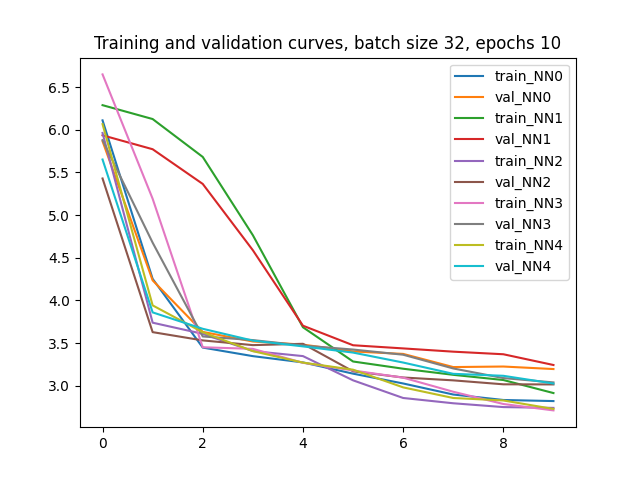 Training and validation curves, batch size 32, epochs 10
6.5
6.0
5.5
5.0
4.5
4.0
3.5
3.0
0
2
4
6
8
train_NN0
val_NN0
train_NN1
val_NN1
train_NN2
val_NN2
train_NN3
val_NN3
train_NN4
val_NN4